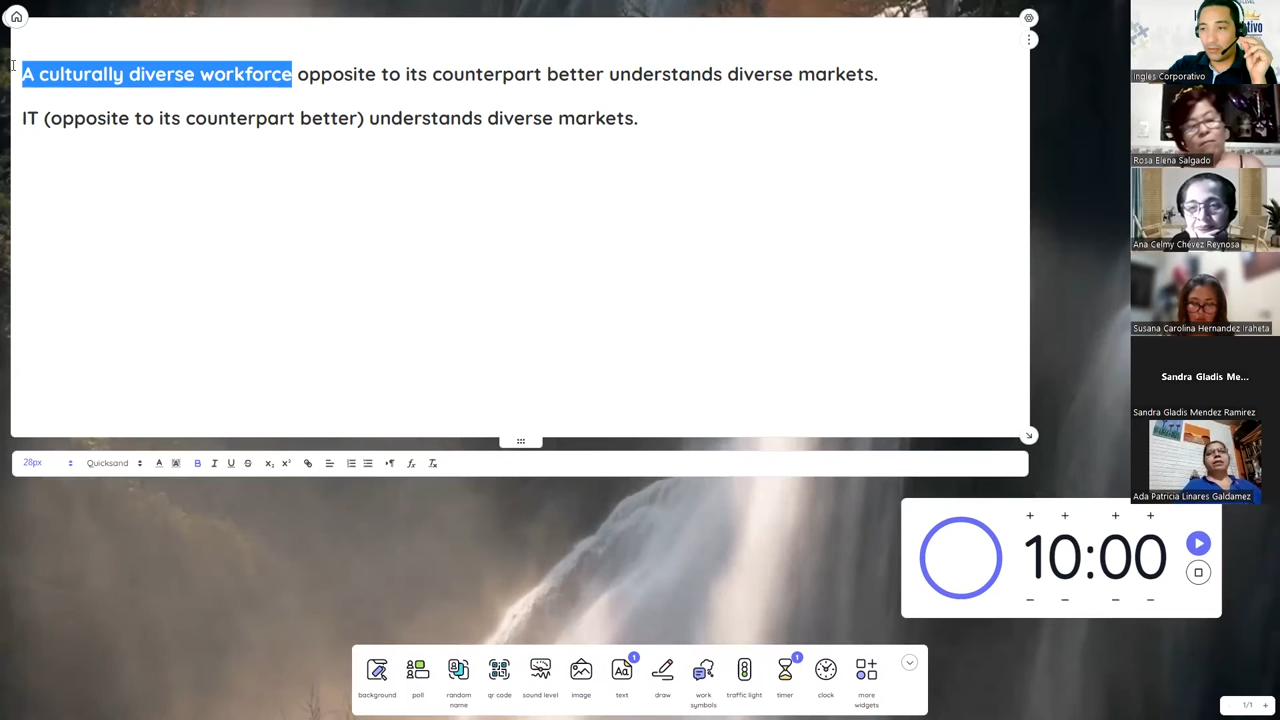 A culturally diverse workforce opposite to its counterpart better understands diverse markets.
IT (opposite to its counterpart better) understands diverse markets.
Ingles Corporativo
Rosa Elena Salgado
Ana Celmy Chévez Reynosa
Susana Carolina Hernandez Iraheta
Sandra Gladis Me...
Sandra Gladis Mendez Ramirez
Ada Patricia Linares Galdamez
28px
Quicksand
10:00
background
poll
random name
qr code
sound level
image
text
1
draw
work symbols
traffic light
timer
1
clock
more widgets
1/1